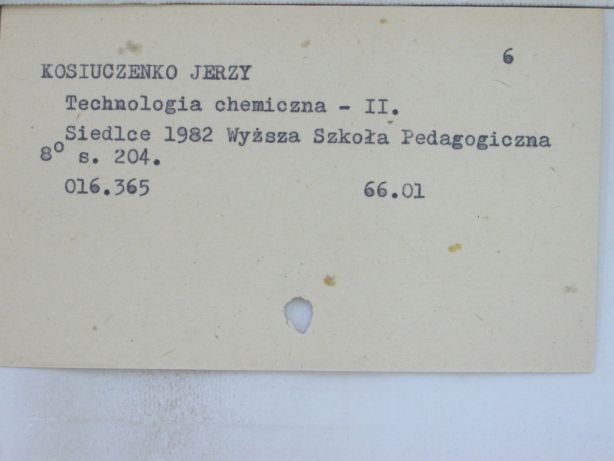 6
KOSIUCZENKO JERZY
Technologia chemiczna - II.
Siedlce 1982 Wyższa Szkoła Pedagogiczna
8° s. 204.
016.365 66.01